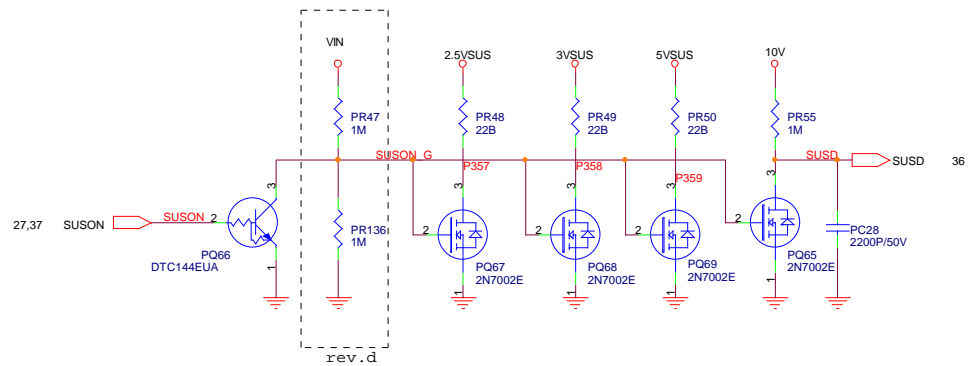 VIN
2.5VSUS
3VSUS
5VSUS
10V
PR47
1M
PR48
22B
PR49
22B
PR50
22B
PR55
1M
SUSON_G
P357
P358
P359
SUSD
SUSD
36
3
3
3
3
3
27,37
SUSON
SUSON
2
PR136
1M
2
2
2
2
PC28
2200P/50V
PQ66
DTC144EUA
1
PQ67
2N7002E
1
PQ68
2N7002E
1
PQ69
2N7002E
1
PQ65
2N7002E
1
rev.d